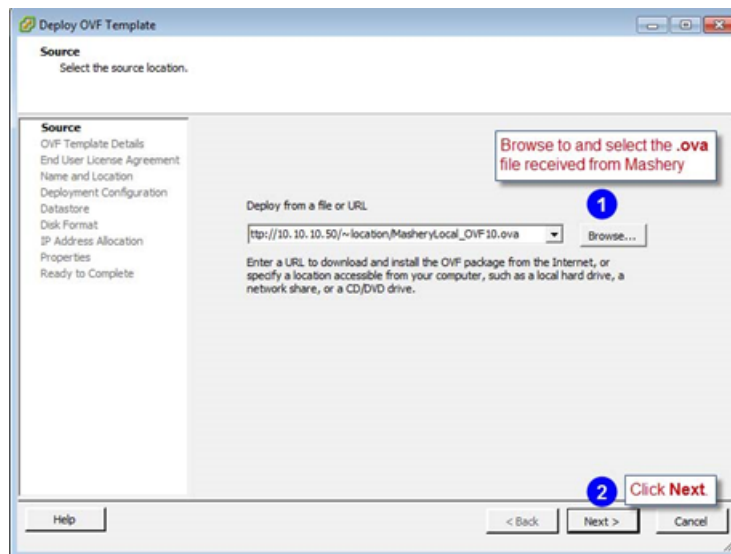 Deploy OVF Template
Source
Select the source location.
Source
OVF Template Details
End User License Agreement
Name and Location
Deployment Configuration
Datastore
Disk Format
IP Address Allocation
Properties
Ready to Complete
Browse to and select the .ova
file received from Mashery
1
Deploy from a file or URL
ttp://10.10.10.50/~location/MasheryLocal_OVF10.ova
Browse...
Enter a URL to download and install the OVF package from the Internet, or
specify a location accessible from your computer, such as a local hard drive, a
network share, or a CD/DVD drive.
2
Click Next.
Help
< Back
Next >
Cancel